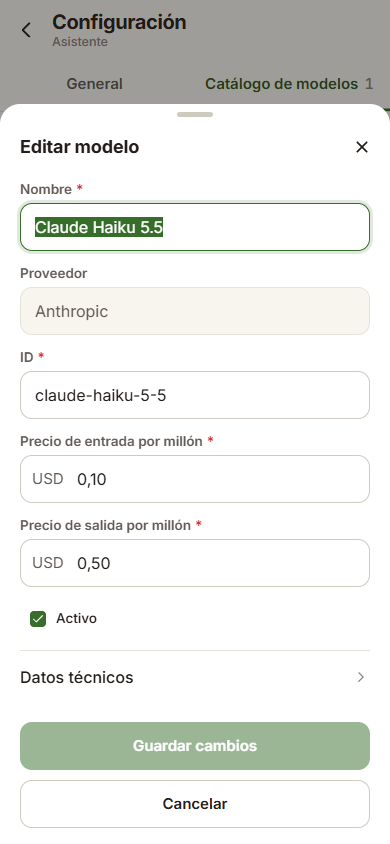 Configuración
Asistente
General
Catálogo de modelos 1
Editar modelo
Nombre *
Claude Haiku 5.5
Proveedor
Anthropic
ID *
claude-haiku-5-5
Precio de entrada por millón *
USD 0,10
Precio de salida por millón *
USD 0,50
Activo
Datos técnicos
Guardar cambios
Cancelar